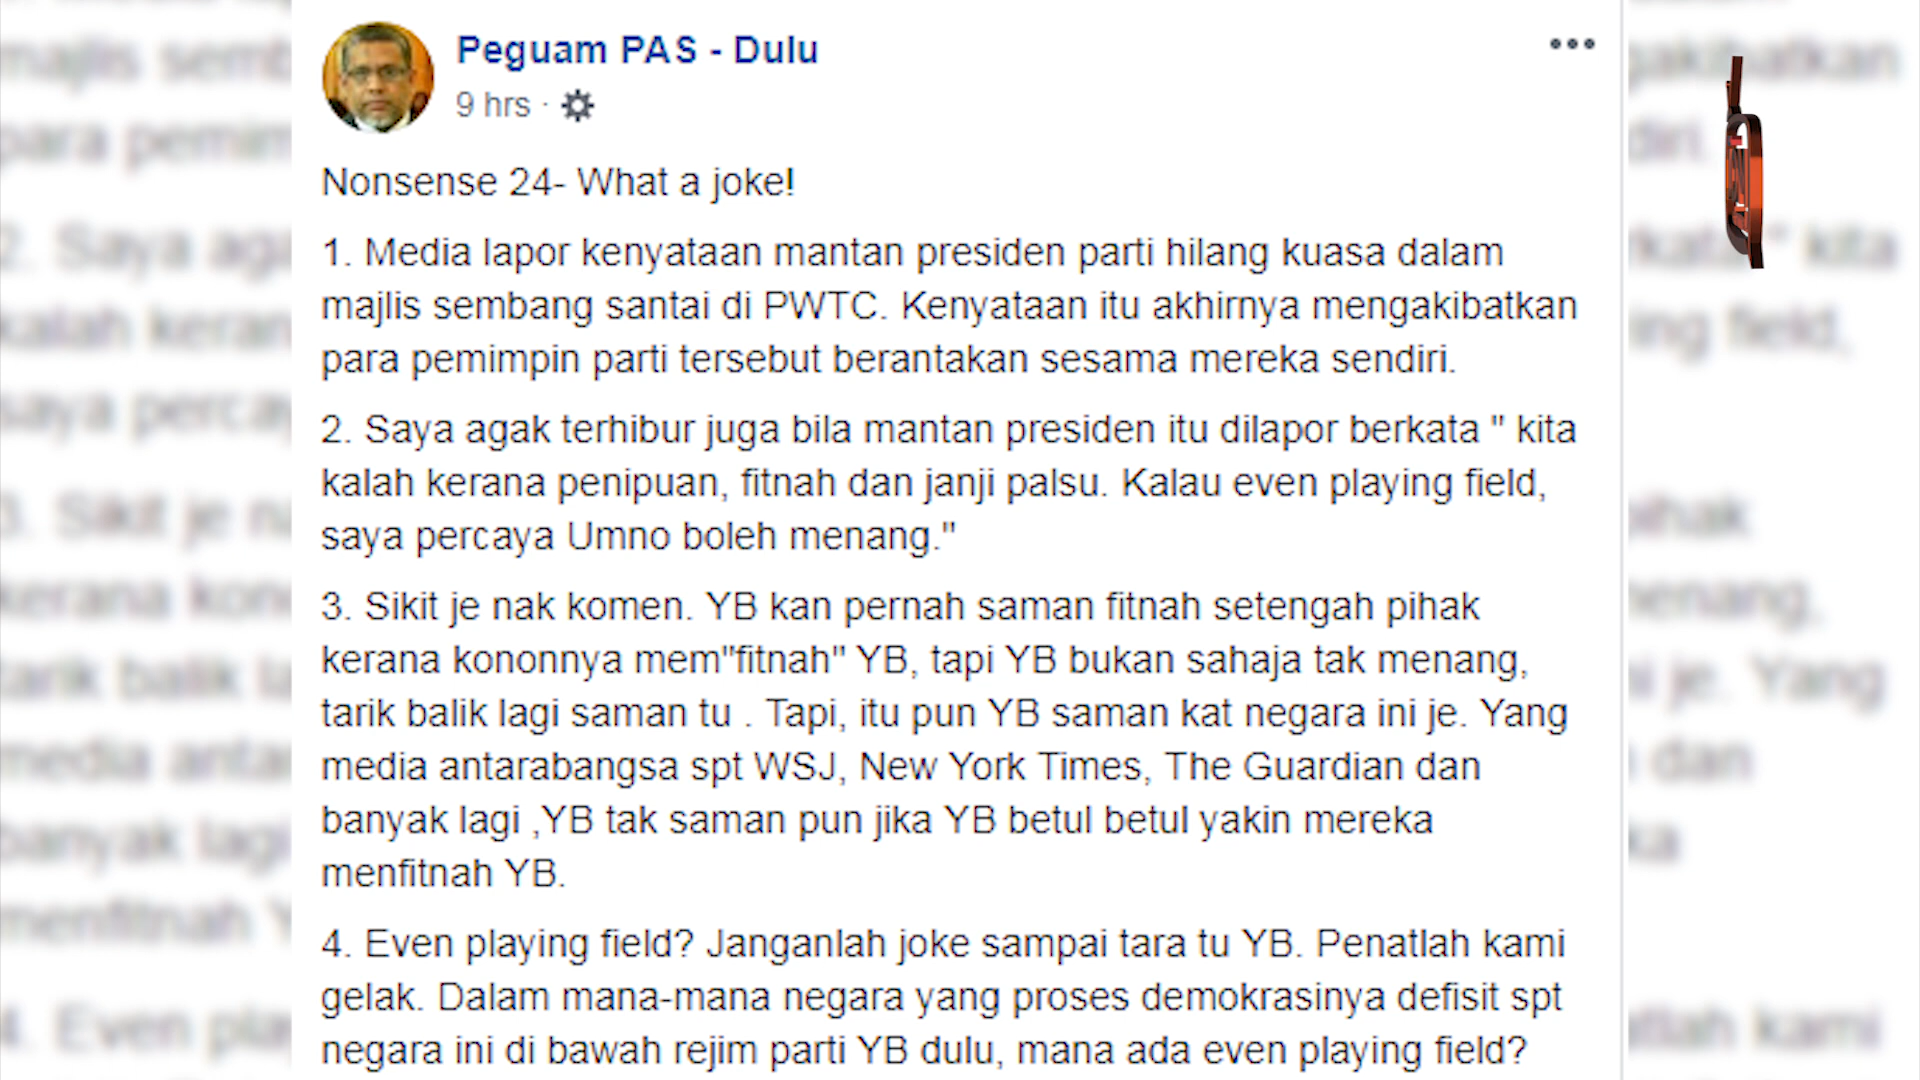 Peguam PAS - Dulu
9 hrs ·
Nonsense 24- What a joke!
1. Media lapor kenyataan mantan presiden parti hilang kuasa dalam
majlis sembang santai di PWTC. Kenyataan itu akhirnya mengakibatkan
para pemimpin parti tersebut berantakan sesama mereka sendiri.
2. Saya agak terhibur juga bila mantan presiden itu dilapor berkata " kita
kalah kerana penipuan, fitnah dan janji palsu. Kalau even playing field,
saya percaya Umno boleh menang."
3. Sikit je nak komen. YB kan pernah saman fitnah setengah pihak
kerana kononnya mem"fitnah" YB, tapi YB bukan sahaja tak menang,
tarik balik lagi saman tu . Tapi, itu pun YB saman kat negara ini je. Yang
media antarabangsa spt WSJ, New York Times, The Guardian dan
banyak lagi ,YB tak saman pun jika YB betul betul yakin mereka
menfitnah YB.
4. Even playing field? Janganlah joke sampai tara tu YB. Penatlah kami
gelak. Dalam mana-mana negara yang proses demokrasinya defisit spt
negara ini di bawah rejim parti YB dulu, mana ada even playing field?